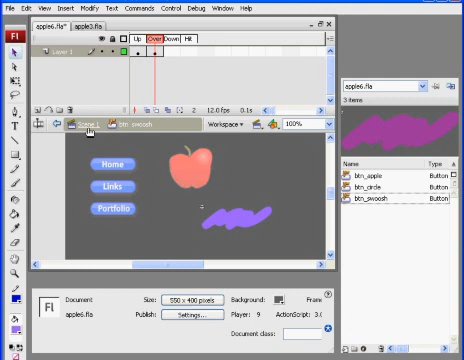 File Edit View Insert Modify Text Commands Control Debug Window Help
apple6.fla* apple3.fla
Fl
Up Over Down Hit
Layer 1
2 12.0 fps 0.1s
Scene 1 btn_swoosh Workspace 100%
Home
Links
Portfolio
apple6.fla
3 items
Name Type
btn_apple Button
btn_circle Button
btn_swoosh Button
Fl
Document Size: 550 x 400 pixels Background: Frame
apple6.fla Publish: Settings... Player: 9 ActionScript: 3.
Document class: